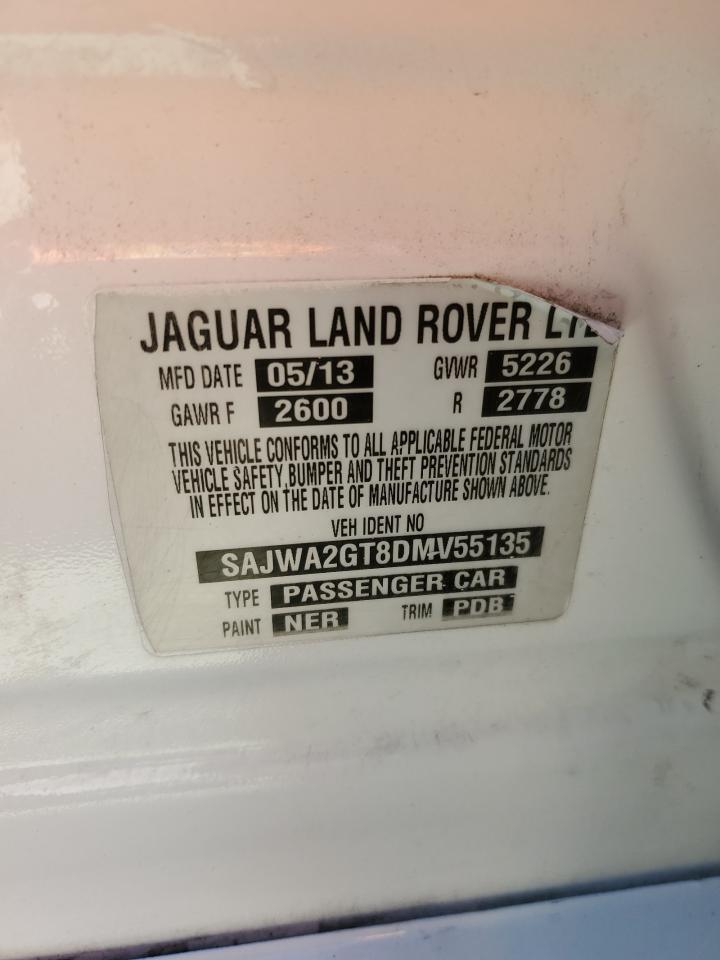 JAGUAR LAND ROVER LTD
MFD DATE 05/13 GVWR 5226
GAWR F 2600 R 2778
THIS VEHICLE CONFORMS TO ALL APPLICABLE FEDERAL MOTOR
VEHICLE SAFETY, BUMPER AND THEFT PREVENTION STANDARDS
IN EFFECT ON THE DATE OF MANUFACTURE SHOWN ABOVE.
VEH IDENT NO
SAJWA2GT8DMV55135
TYPE PASSENGER CAR
PAINT NER TRIM PDB